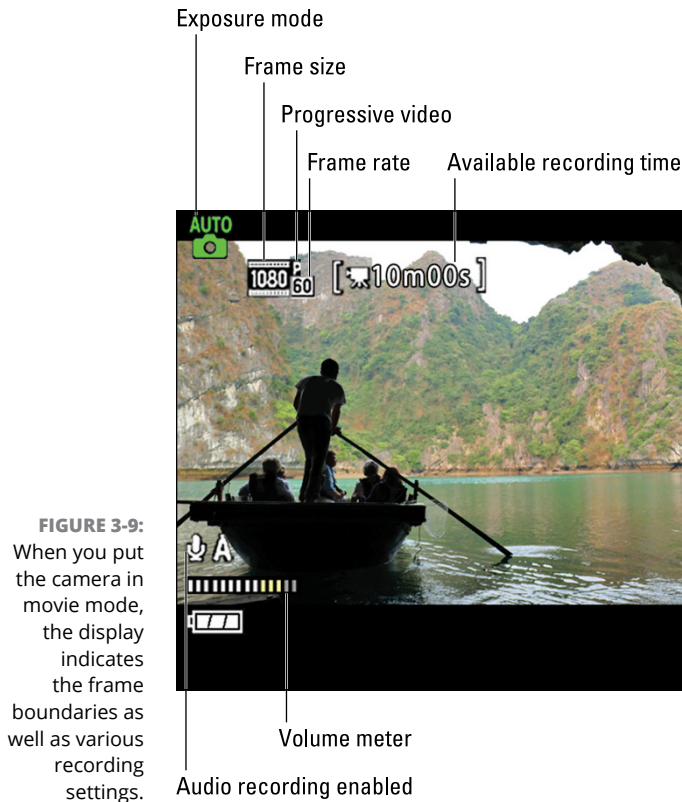 Exposure mode
Frame size
Progressive video
Frame rate
Available recording time
AUTO
1080 P 60 [10m00s]
A
FIGURE 3-9:
When you put
the camera in
movie mode,
the display
indicates
the frame
boundaries as
well as various
recording
settings.
Volume meter
Audio recording enabled